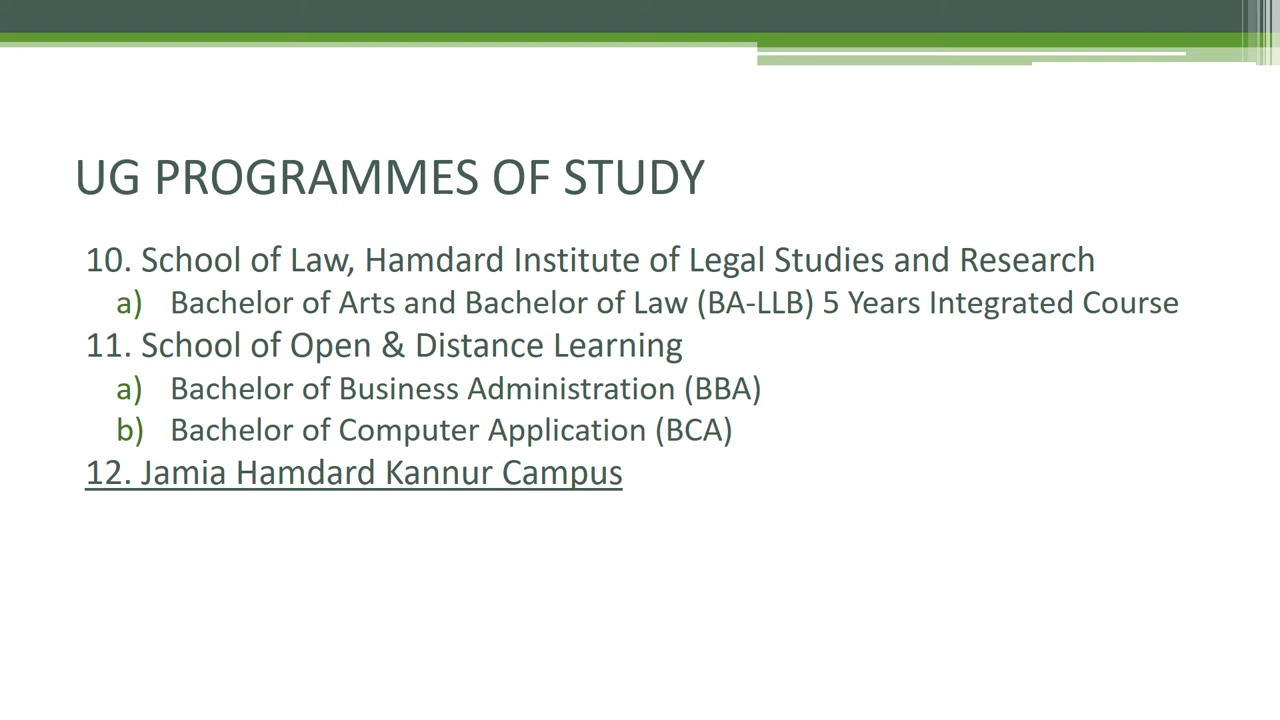 UG PROGRAMMES OF STUDY
10. School of Law, Hamdard Institute of Legal Studies and Research
a) Bachelor of Arts and Bachelor of Law (BA-LLB) 5 Years Integrated Course
11. School of Open & Distance Learning
a) Bachelor of Business Administration (BBA)
b) Bachelor of Computer Application (BCA)
12. Jamia Hamdard Kannur Campus